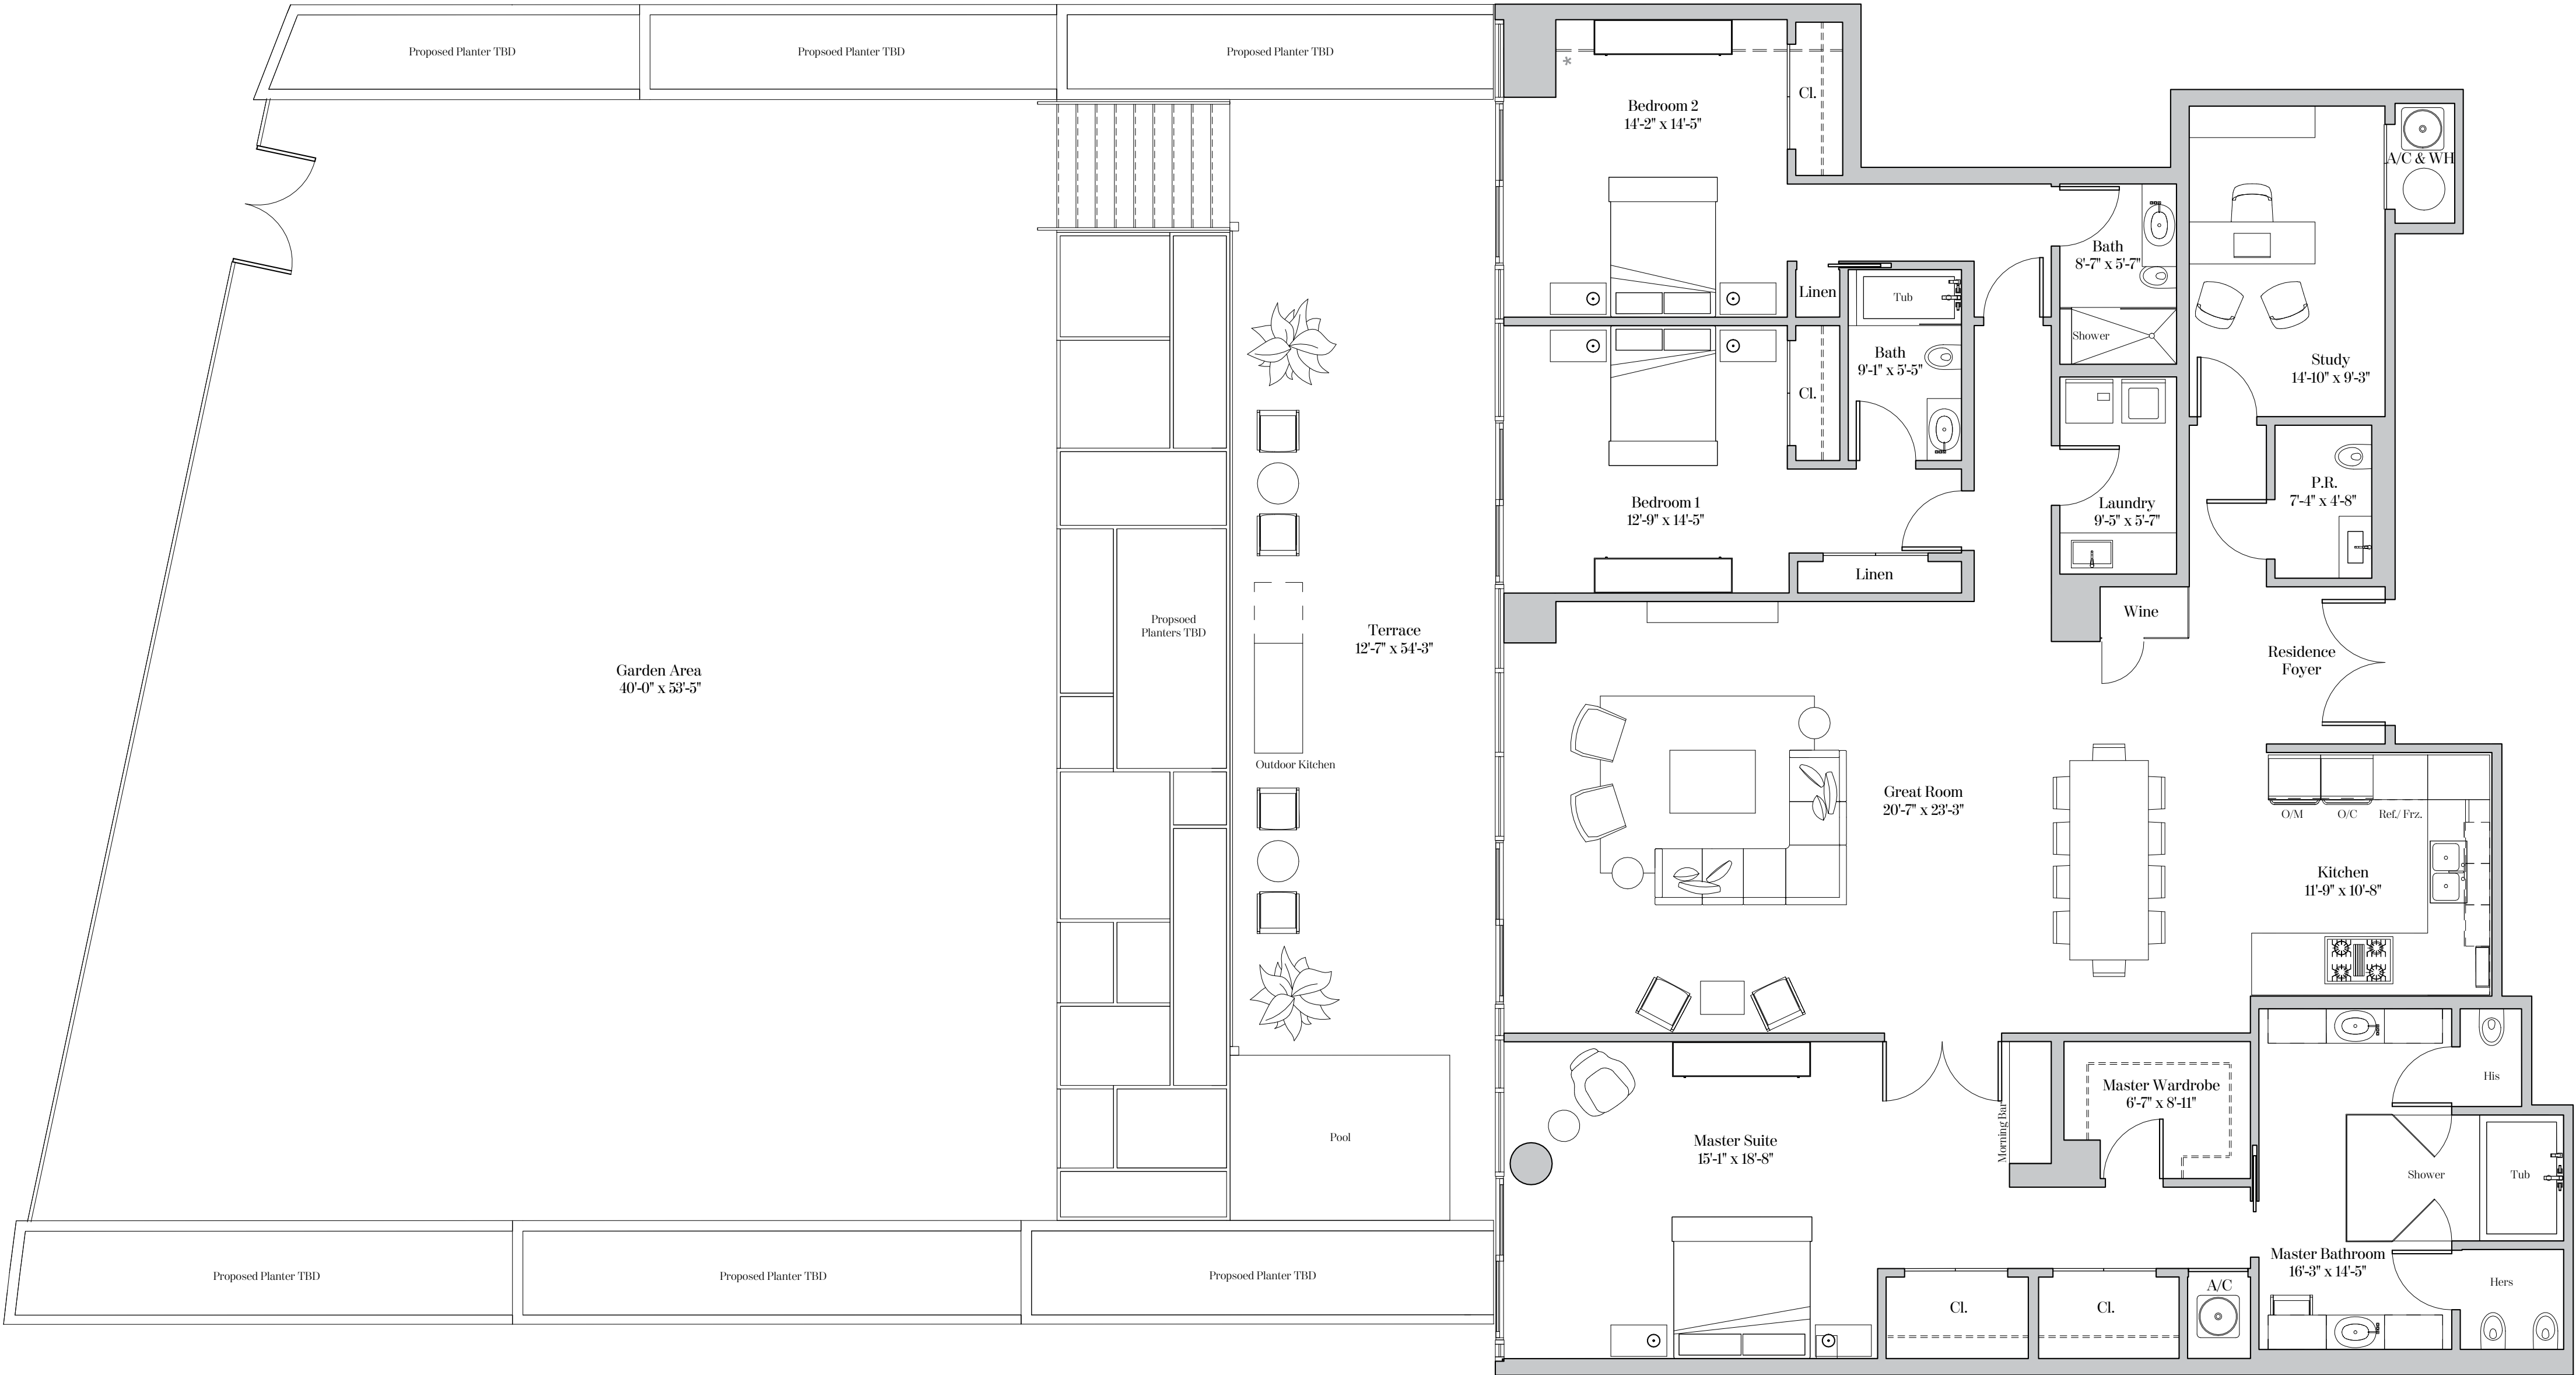 Proposed Planter TBD
Propsoed Planter TBD
Proposed Planter TBD
*
Bedroom 2
14'-2" x 14'-5"
Cl.
A/C & WH
Bath
8'-7" x 5'-7"
Linen
Tub
Shower
Bath
9'-1" x 5'-5"
Study
14'-10" x 9'-3"
Cl.
Bedroom 1
12'-9" x 14'-5"
Laundry
9'-5" x 5'-7"
P.R.
7'-4" x 4'-8"
Linen
Wine
Propsoed
Planters TBD
Terrace
12'-7" x 54'-3"
Residence
Foyer
Garden Area
40'-0" x 53'-5"
Outdoor Kitchen
Great Room
20'-7" x 23'-3"
O/M
O/C
Ref./ Frz.
Kitchen
11'-9" x 10'-8"
His
Master Wardrobe
6'-7" x 8'-11"
Morning Bar
Pool
Master Suite
15'-1" x 18'-8"
Shower
Tub
Master Bathroom
16'-3" x 14'-5"
Hers
A/C
Cl.
Cl.
Proposed Planter TBD
Proposed Planter TBD
Propsoed Planter TBD